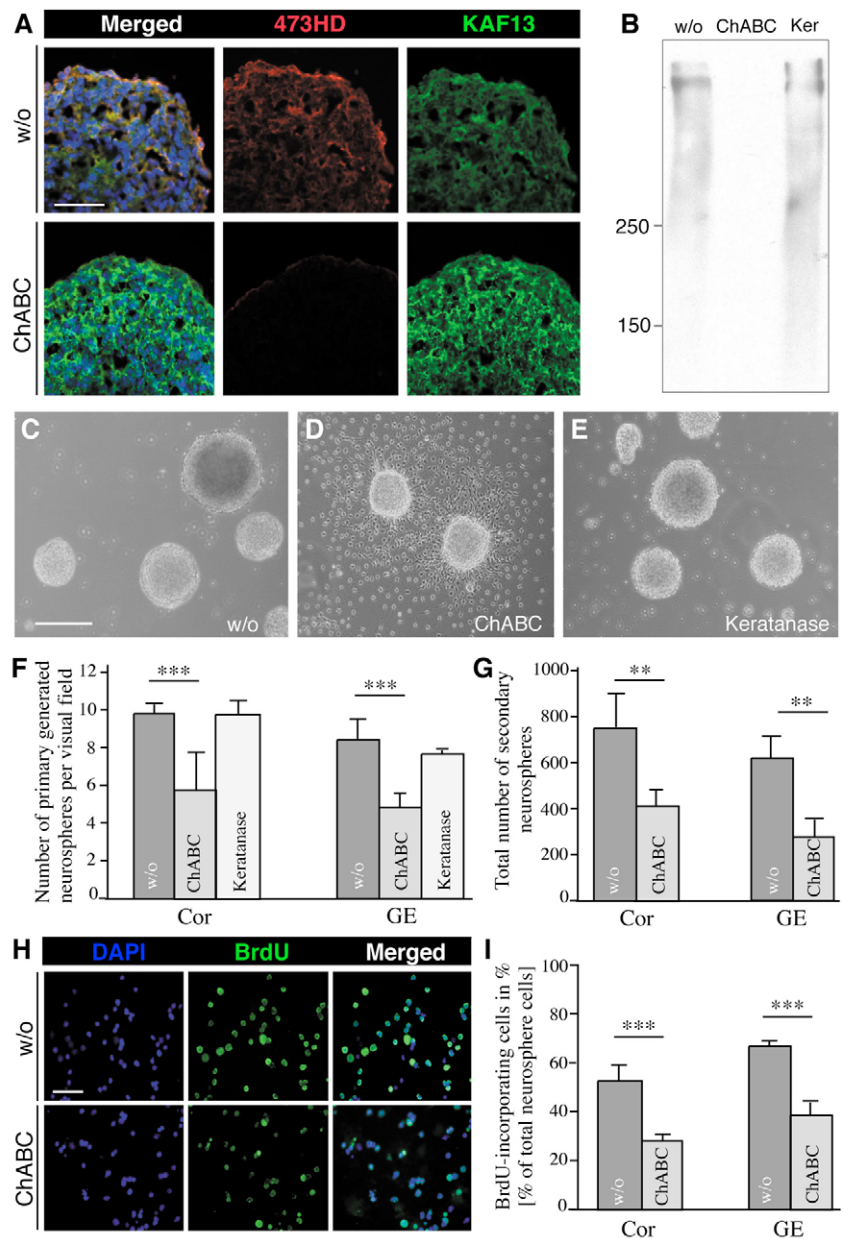 A Merged 473HD KAF13
w/o
ChABC
B w/o ChABC Ker
250
150
C w/o
D ChABC
E Keratanase
F
Number of primary generated
neurospheres per visual field
12
10
8
6
4
2
0
***
***
w/o
ChABC
Keratanase
w/o
ChABC
Keratanase
Cor GE
G
Total number of secondary
neurospheres
1000
800
600
400
200
0
**
**
w/o
ChABC
w/o
ChABC
Cor GE
H DAPI BrdU Merged
w/o
ChABC
I
BrdU-incorporating cells in %
[% of total neurosphere cells]
100
80
60
40
20
0
***
***
w/o
ChABC
w/o
ChABC
Cor GE